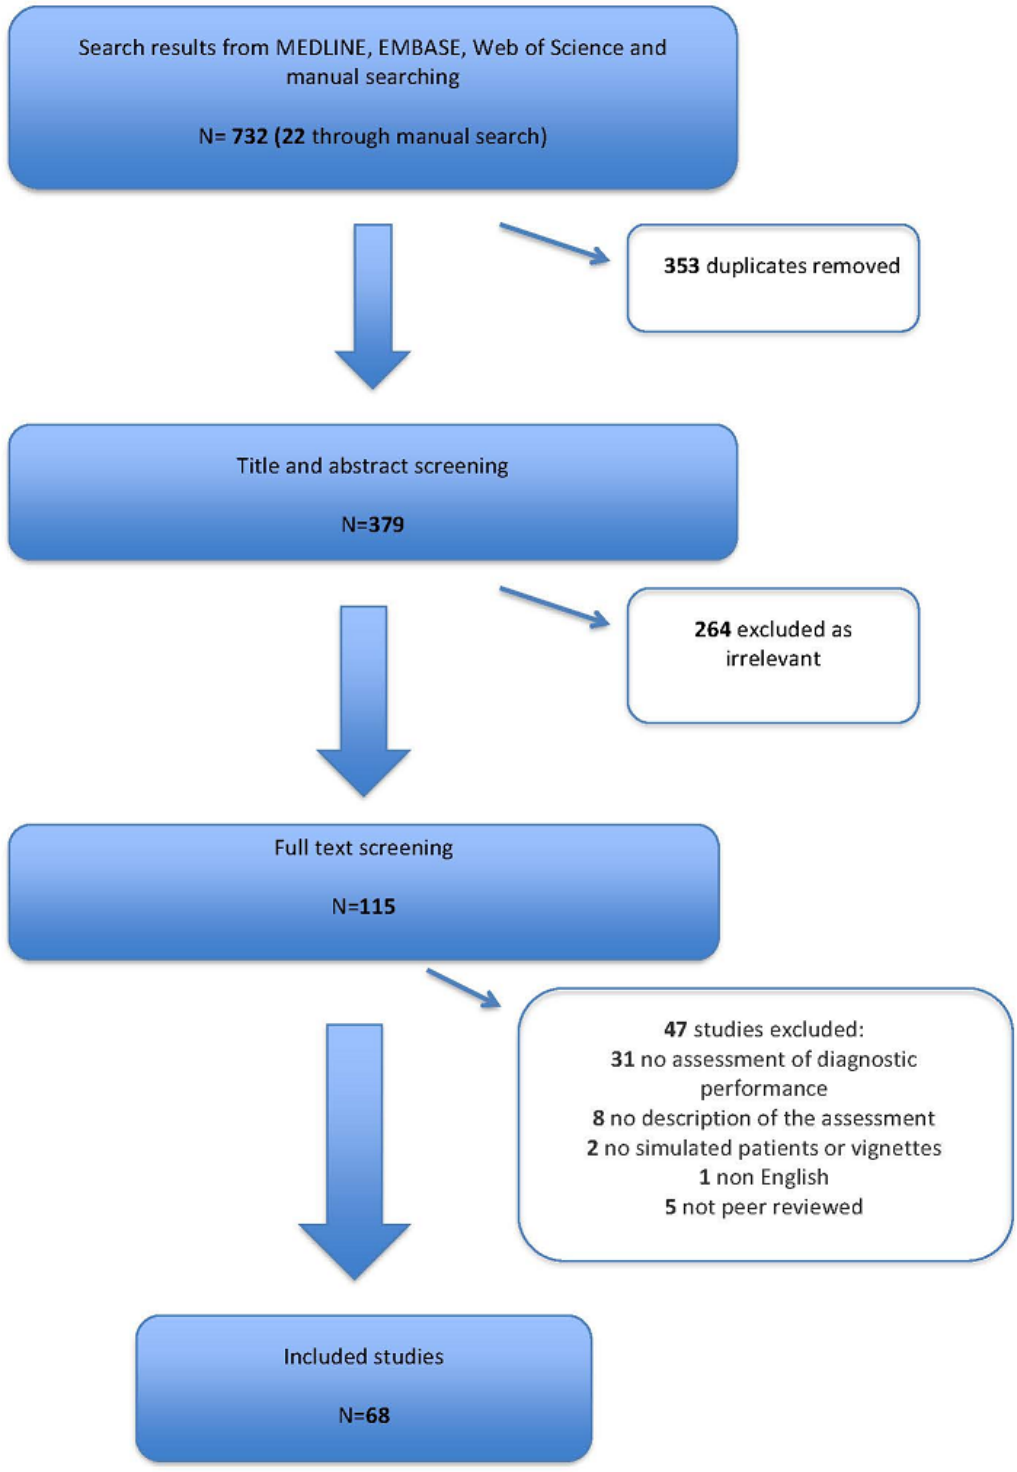 Search results from MEDLINE, EMBASE, Web of Science and
manual searching
N= 732 (22 through manual search)
353 duplicates removed
Title and abstract screening
N=379
264 excluded as
irrelevant
Full text screening
N=115
47 studies excluded:
31 no assessment of diagnostic
performance
8 no description of the assessment
2 no simulated patients or vignettes
1 non English
5 not peer reviewed
Included studies
N=68